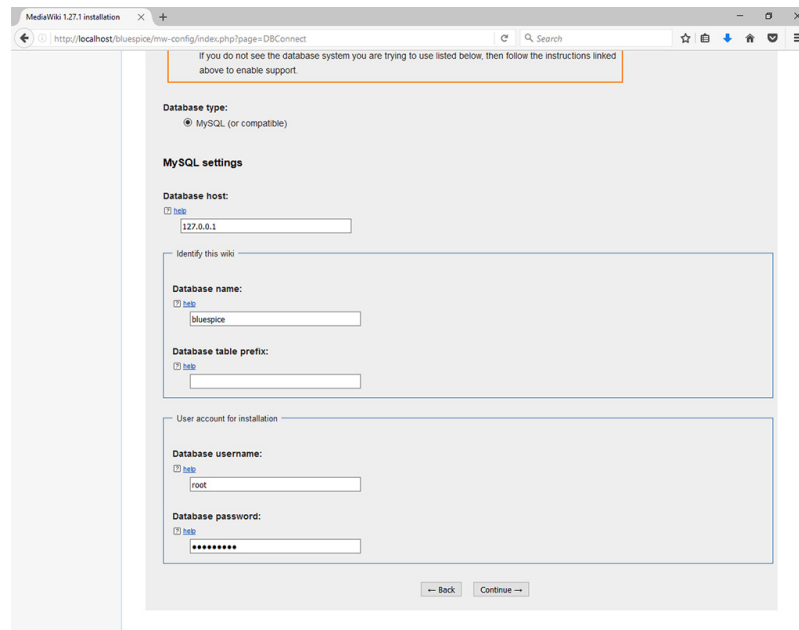 MediaWiki 1.27.1 installation
http://localhost/bluespice/mw-config/index.php?page=DBConnect
Search
If you do not see the database system you are trying to use listed below, then follow the instructions linked
above to enable support.
Database type:
MySQL (or compatible)
MySQL settings
Database host:
help
127.0.0.1
Identify this wiki
Database name:
help
bluespice
Database table prefix:
help
User account for installation
Database username:
help
root
Database password:
help
•••••••••
← Back Continue →